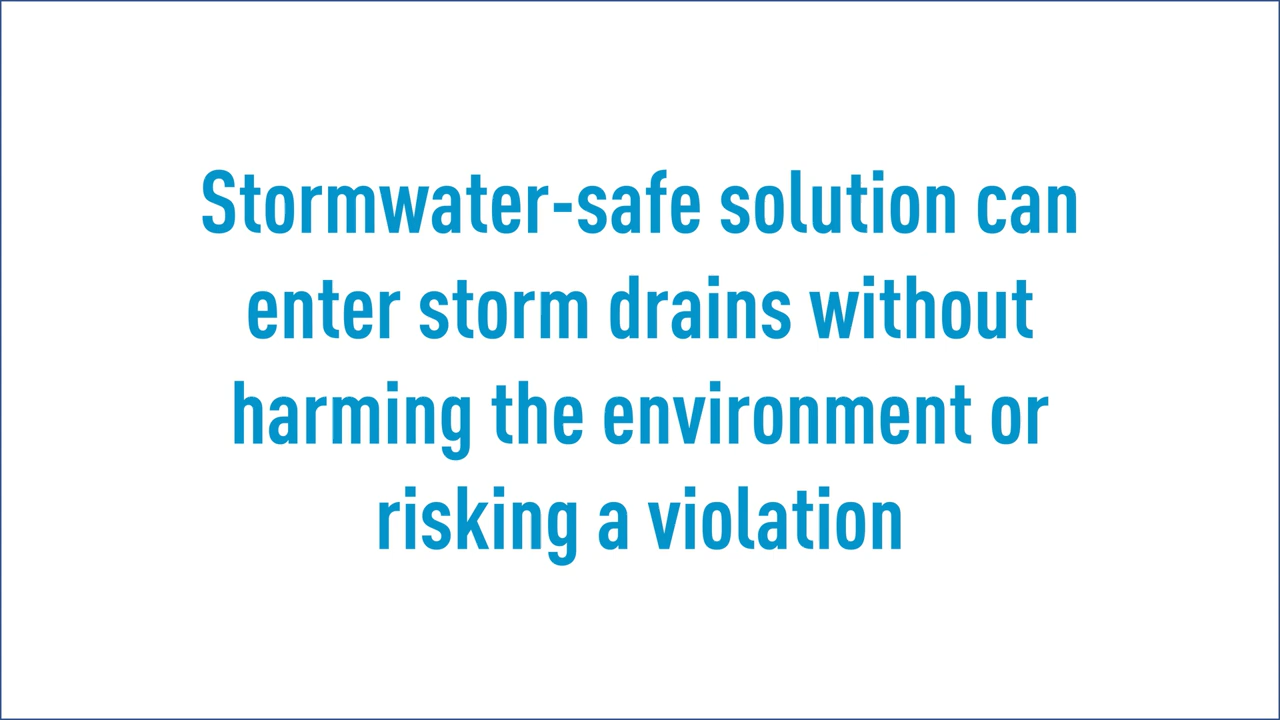 Stormwater-safe solution can
enter storm drains without
harming the environment or
risking a violation